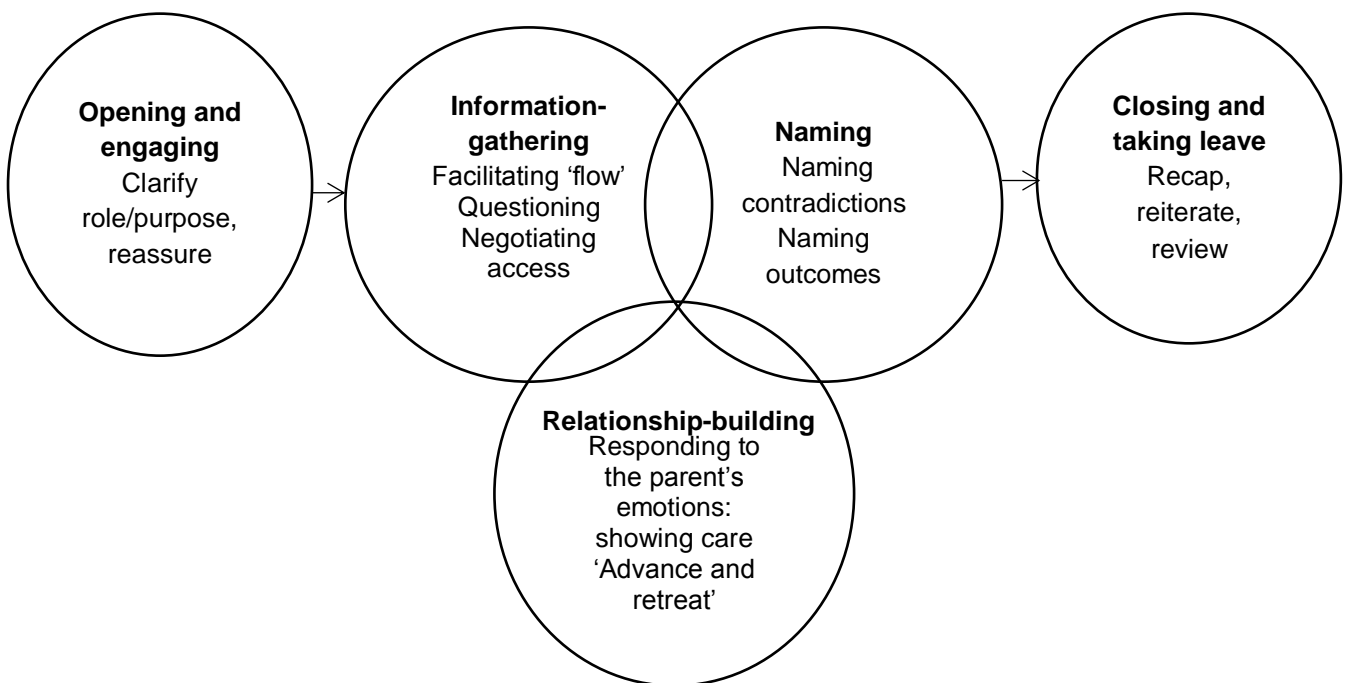 Opening and
engaging
Clarify
role/purpose,
reassure
Information-
gathering
Facilitating ‘flow’
Questioning
Negotiating
access
Naming
Naming
contradictions
Naming
outcomes
Closing and
taking leave
Recap,
reiterate,
review
Relationship-building
Responding to
the parent’s
emotions:
showing care
‘Advance and
retreat’